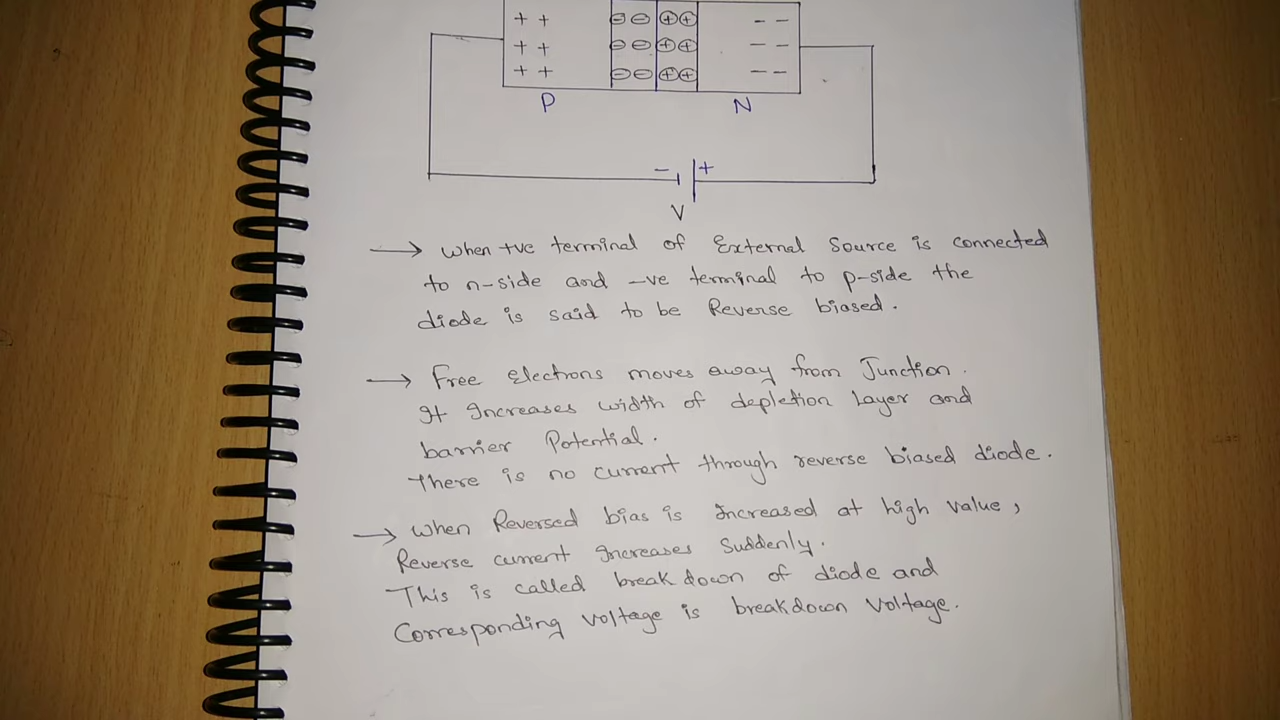 + + ⊖⊖ ⊕⊕ − −
+ + ⊖⊖ ⊕⊕ − −
+ + ⊖⊖ ⊕⊕ − −
P N
− +
V
→ When +ve terminal of External Source is connected
to n-side and -ve terminal to p-side the
diode is said to be Reverse biased.
→ Free Electrons moves away from Junction.
It Increases width of depletion Layer and
barrier Potential.
There is no current through reverse biased diode.
→ When Reversed bias is Increased at high value,
Reverse current Increases Suddenly.
This is called breakdown of diode and
Corresponding voltage is breakdown voltage.